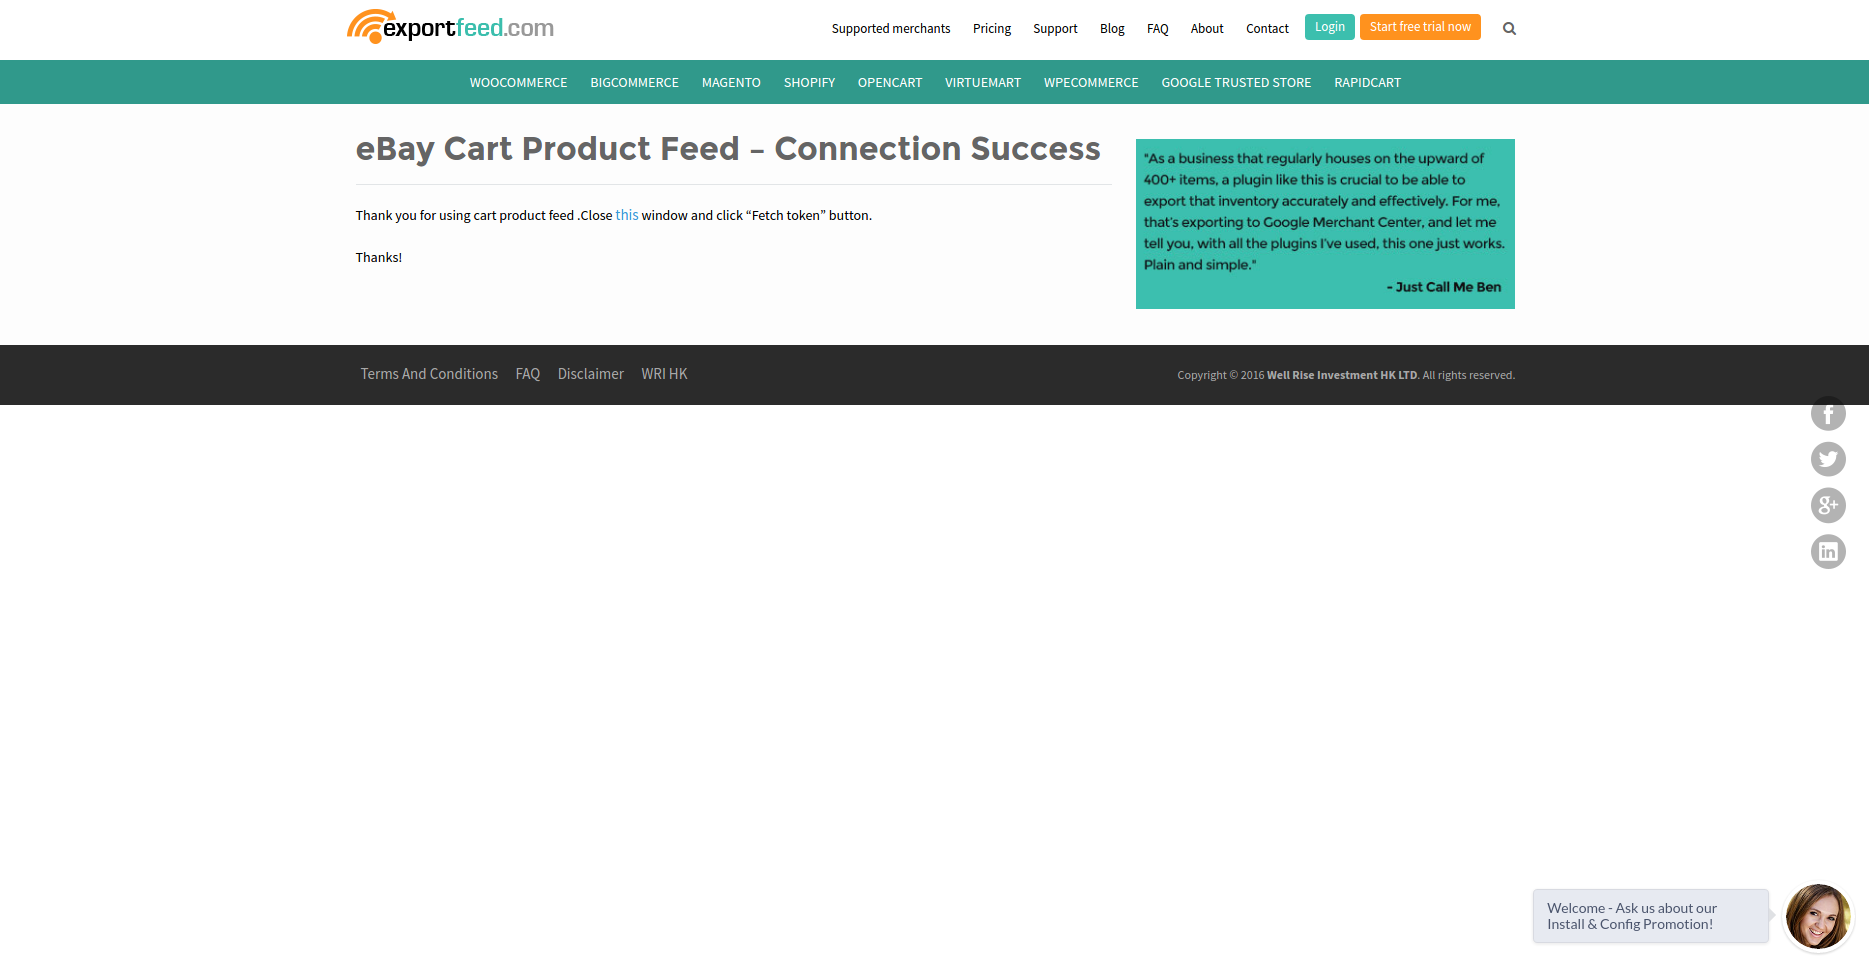 exportfeed.com
Supported merchants Pricing Support Blog FAQ About Contact Login Start free trial now
WOOCOMMERCE BIGCOMMERCE MAGENTO SHOPIFY OPENCART VIRTUEMART WPECOMMERCE GOOGLE TRUSTED STORE RAPIDCART
eBay Cart Product Feed – Connection Success
Thank you for using cart product feed .Close this window and click “Fetch token” button.
Thanks!
"As a business that regularly houses on the upward of
400+ items, a plugin like this is crucial to be able to
export that inventory accurately and effectively. For me,
that's exporting to Google Merchant Center, and let me
tell you, with all the plugins I've used, this one just works.
Plain and simple."
- Just Call Me Ben
Terms And Conditions FAQ Disclaimer WRI HK
Copyright © 2016 Well Rise Investment HK LTD. All rights reserved.
f
g+
in
Welcome - Ask us about our
Install & Config Promotion!